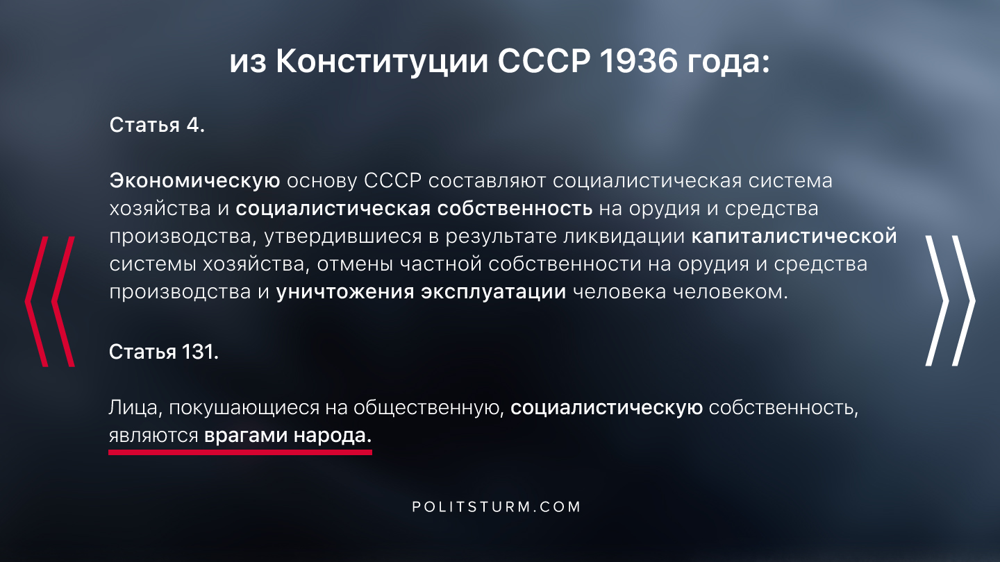 из Конституции СССР 1936 года:
Статья 4.
Экономическую основу СССР составляют социалистическая система
хозяйства и социалистическая собственность на орудия и средства
производства, утвердившиеся в результате ликвидации капиталистической
системы хозяйства, отмены частной собственности на орудия и средства
производства и уничтожения эксплуатации человека человеком.
Статья 131.
Лица, покушающиеся на общественную, социалистическую собственность,
являются врагами народа.
POLITSTURM.COM